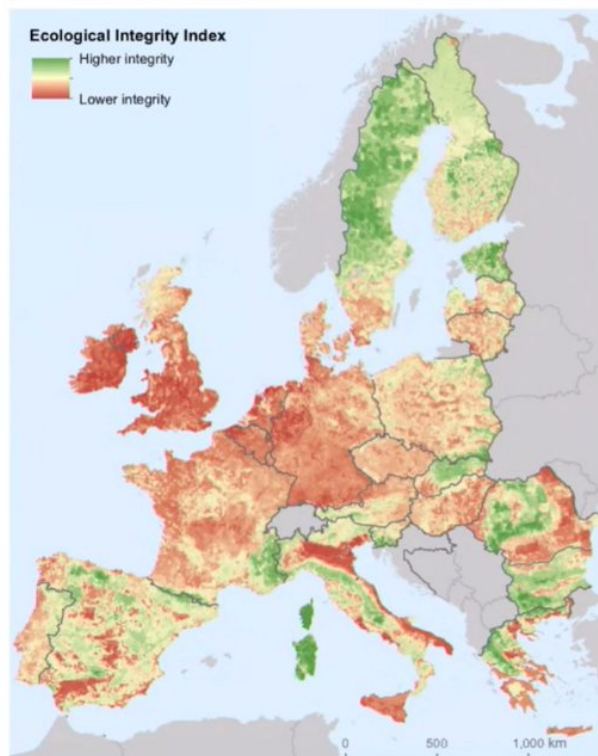 Ecological Integrity Index
Higher integrity
Lower integrity
0 500 1,000 km